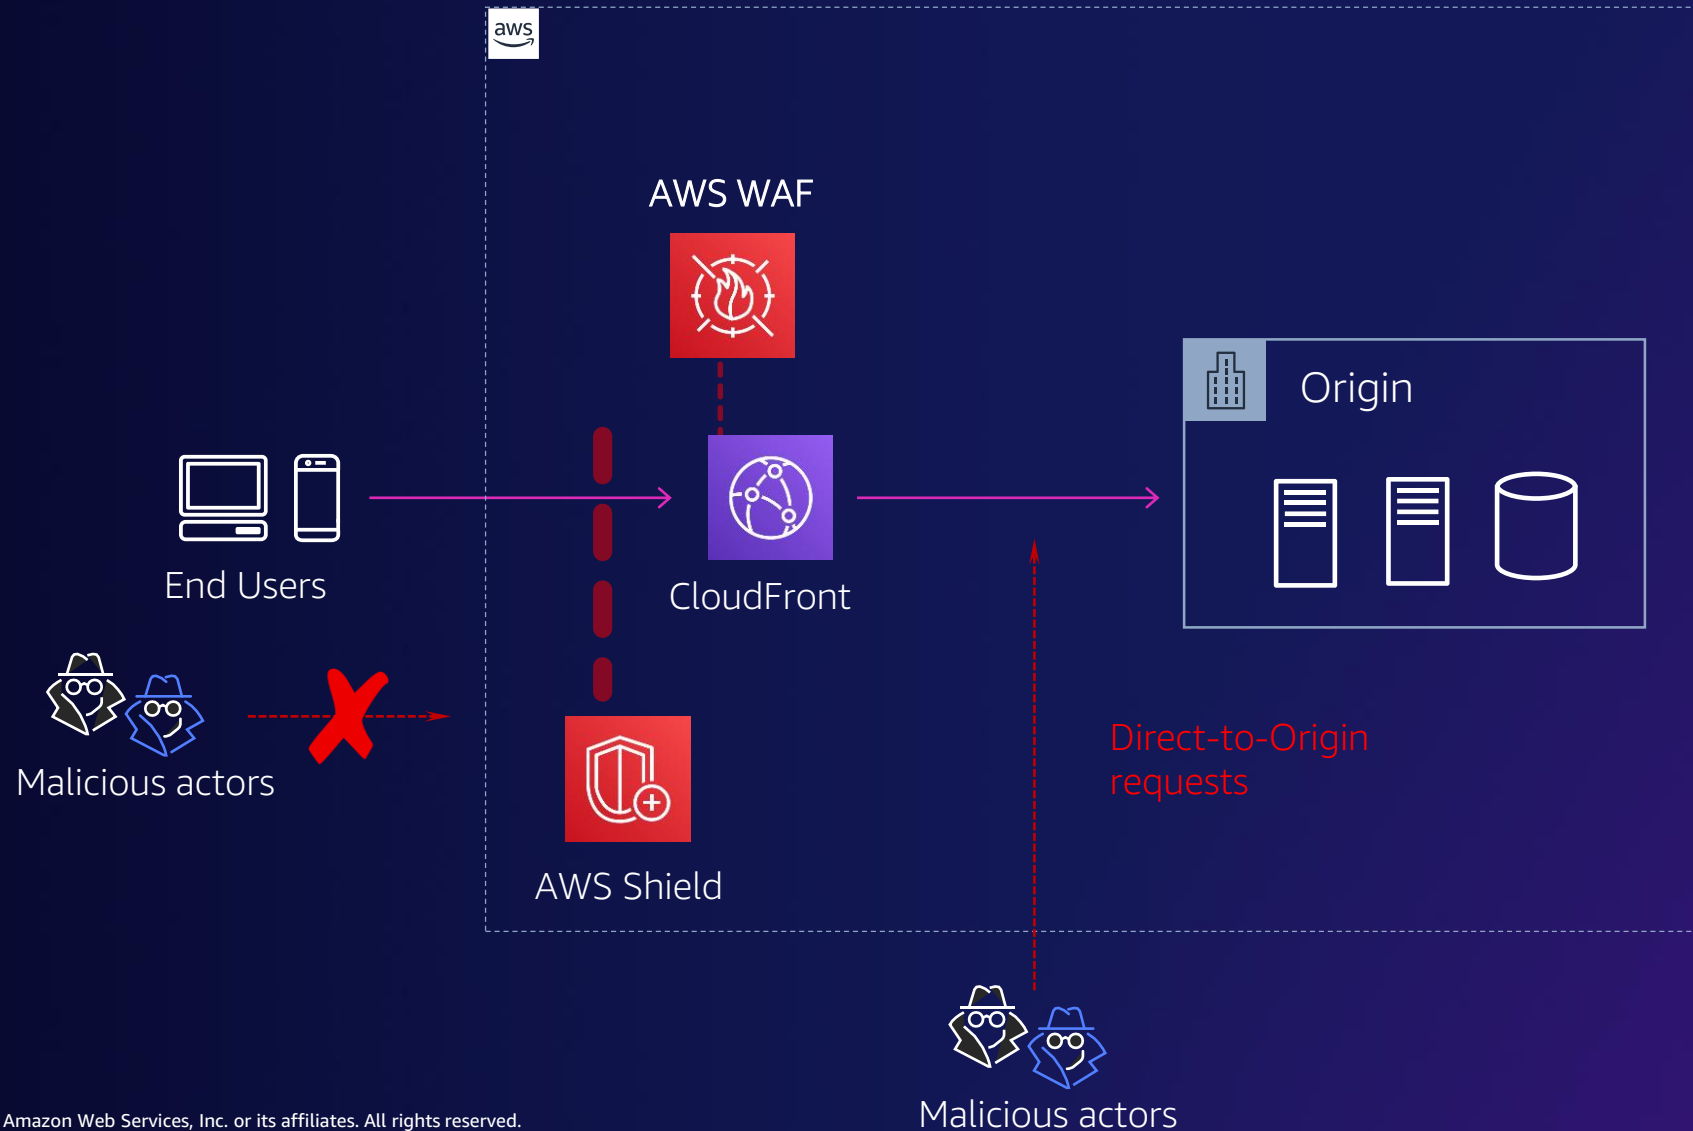 aws
AWS WAF
Origin
End Users
CloudFront
Malicious actors
Direct-to-Origin
requests
AWS Shield
Malicious actors
Amazon Web Services, Inc. or its affiliates. All rights reserved.